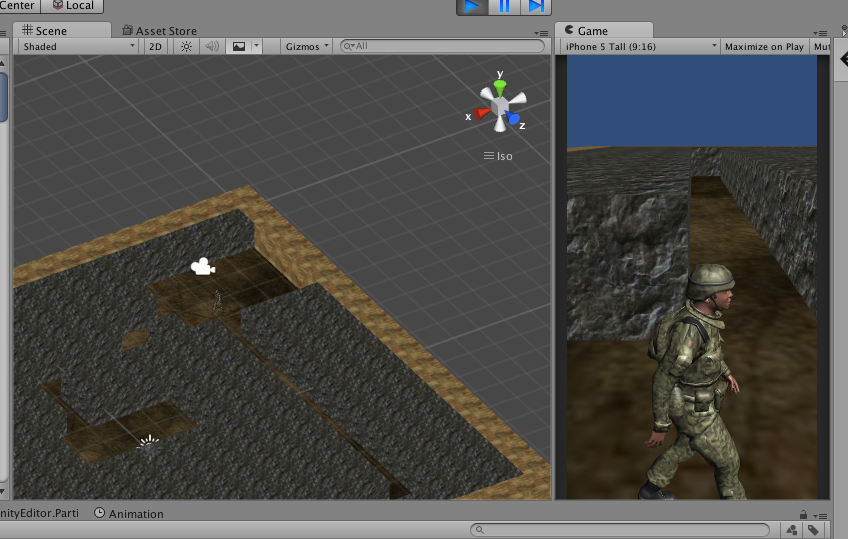 Center Local
Scene Asset Store
Shaded 2D Gizmos All
y
x
z
Iso
Game
iPhone 5 Tall (9:16) Maximize on Play Mut
nityEditor.Parti Animation